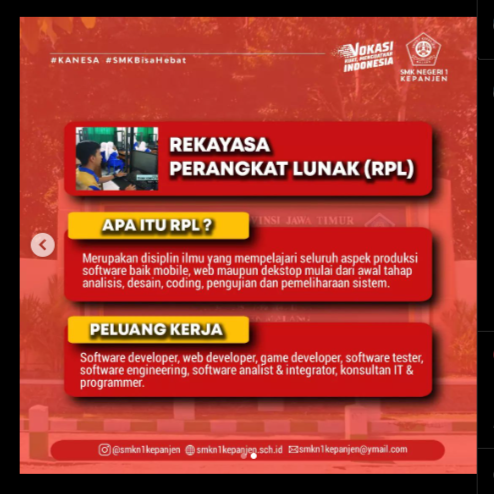 #KANESA #SMKBisaHebat
VOKASI
INDONESIA
SMK NEGERI 1
KEPANJEN
REKAYASA
PERANGKAT LUNAK (RPL)
APA ITU RPL ?
INSI JAWA TIMUR
Merupakan disiplin ilmu yang mempelajari seluruh aspek produksi
software baik mobile, web maupun dekstop mulai dari awal tahap
analisis, desain, coding, pengujian dan pemeliharaan sistem.
PELUANG KERJA
Software developer, web developer, game developer, software tester,
software engineering, software analist & integrator, konsultan IT &
programmer.
@smkn1kepanjen smkn1kepanjen.sch.id smkn1kepanjen@ymail.com